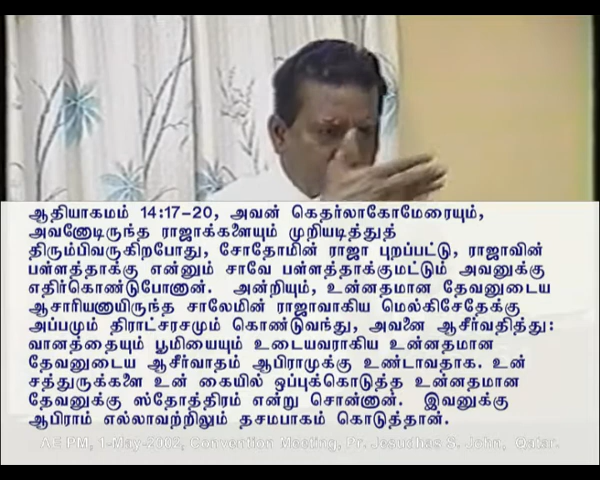 ஆதியாகமம் 14:17-20, அவன் கெதர்லாகோமேரையும்,
அவனோடிருந்த ராஜாக்களையும் முறியடித்துத்
திரும்பிவருகிறபோது, சோதோமின் ராஜா புறப்பட்டு, ராஜாவின்
பள்ளத்தாக்கு என்னும் சாவே பள்ளத்தாக்குமட்டும் அவனுக்கு
எதிர்கொண்டுபோனான். அன்றியும், உன்னதமான தேவனுடைய
ஆசாரியனாயிருந்த சாலேமின் ராஜாவாகிய மெல்கிசேதேக்கு
அப்பமும் திராட்சரசமும் கொண்டுவந்து, அவனை ஆசீர்வதித்து:
வானத்தையும் பூமியையும் உடையவராகிய உன்னதமான
தேவனுடைய ஆசீர்வாதம் ஆபிராமுக்கு உண்டாவதாக. உன்
சத்துருக்களை உன் கையில் ஒப்புக்கொடுத்த உன்னதமான
தேவனுக்கு ஸ்தோத்திரம் என்று சொன்னான். இவனுக்கு
ஆபிராம் எல்லாவற்றிலும் தசமபாகம் கொடுத்தான்.
AE PM, 1-May-2002, Convention Meeting, Pr. Jesudhas S. John, Qatar.